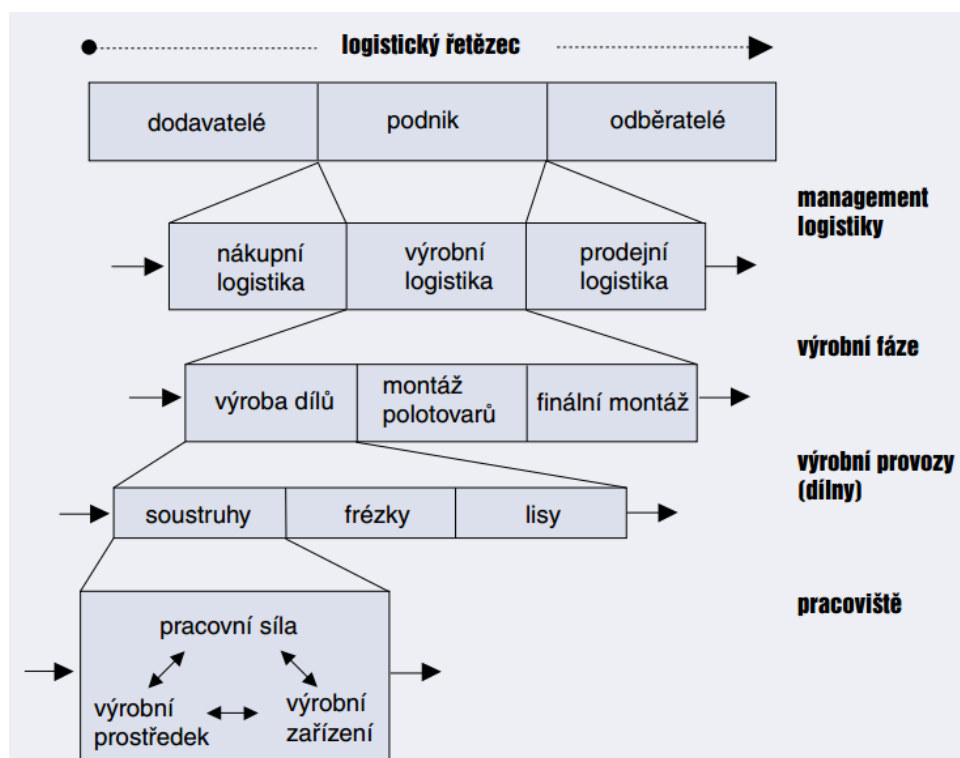 logistický řetězec
dodavatelé
podnik
odběratelé
management
logistiky
nákupní
logistika
výrobní
logistika
prodejní
logistika
výrobní fáze
výroba dílů
montáž
polotovarů
finální montáž
výrobní provozy
(dílny)
soustruhy
frézky
lisy
pracoviště
pracovní síla
výrobní
prostředek
výrobní
zařízení